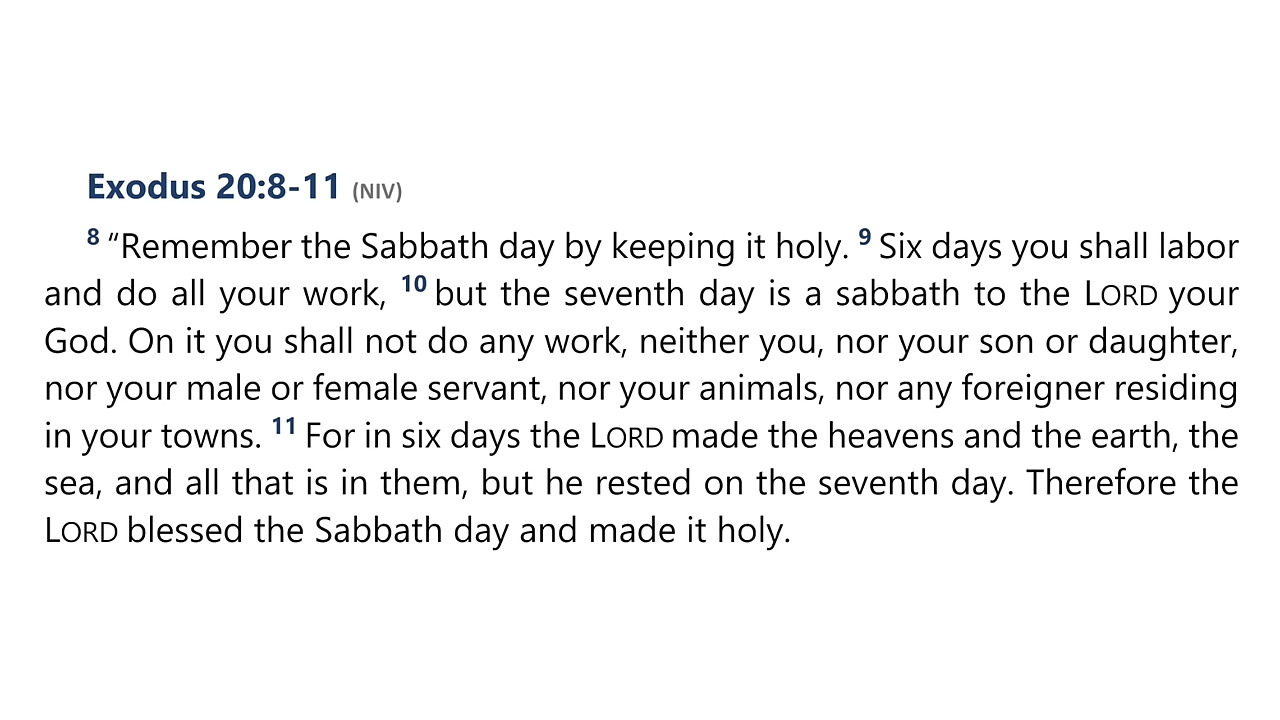 Exodus 20:8-11 (NIV)
8 “Remember the Sabbath day by keeping it holy. 9 Six days you shall labor
and do all your work, 10 but the seventh day is a sabbath to the LORD your
God. On it you shall not do any work, neither you, nor your son or daughter,
nor your male or female servant, nor your animals, nor any foreigner residing
in your towns. 11 For in six days the LORD made the heavens and the earth, the
sea, and all that is in them, but he rested on the seventh day. Therefore the
LORD blessed the Sabbath day and made it holy.